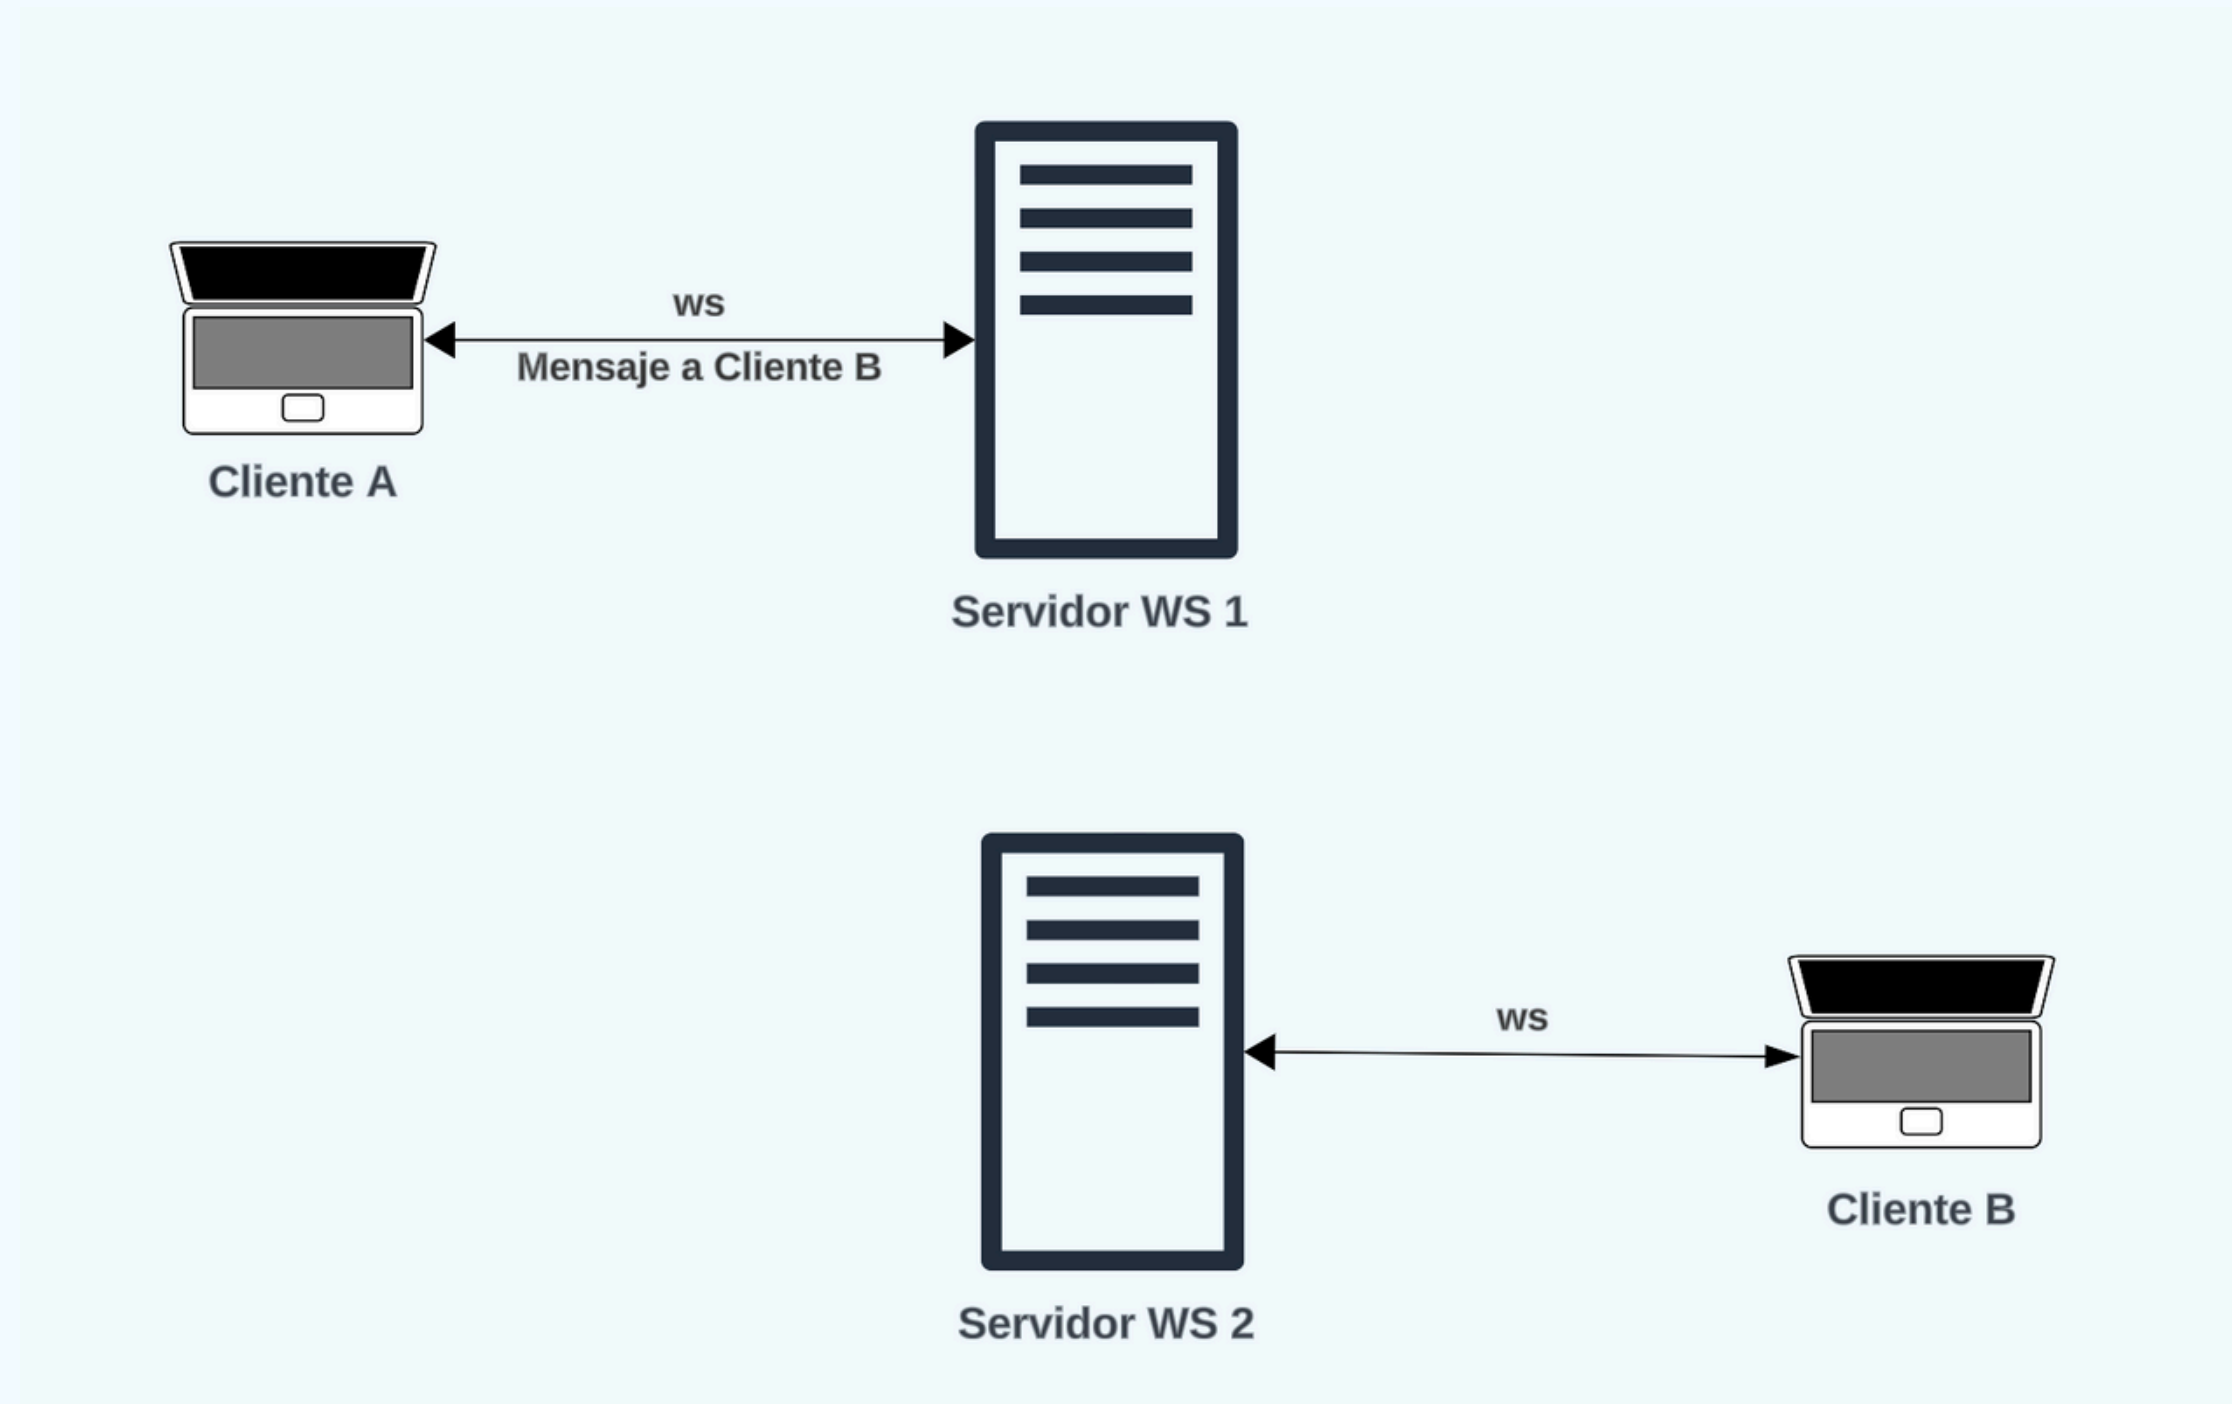 ws
Mensaje a Cliente B
Cliente A
Servidor WS 1
ws
Cliente B
Servidor WS 2